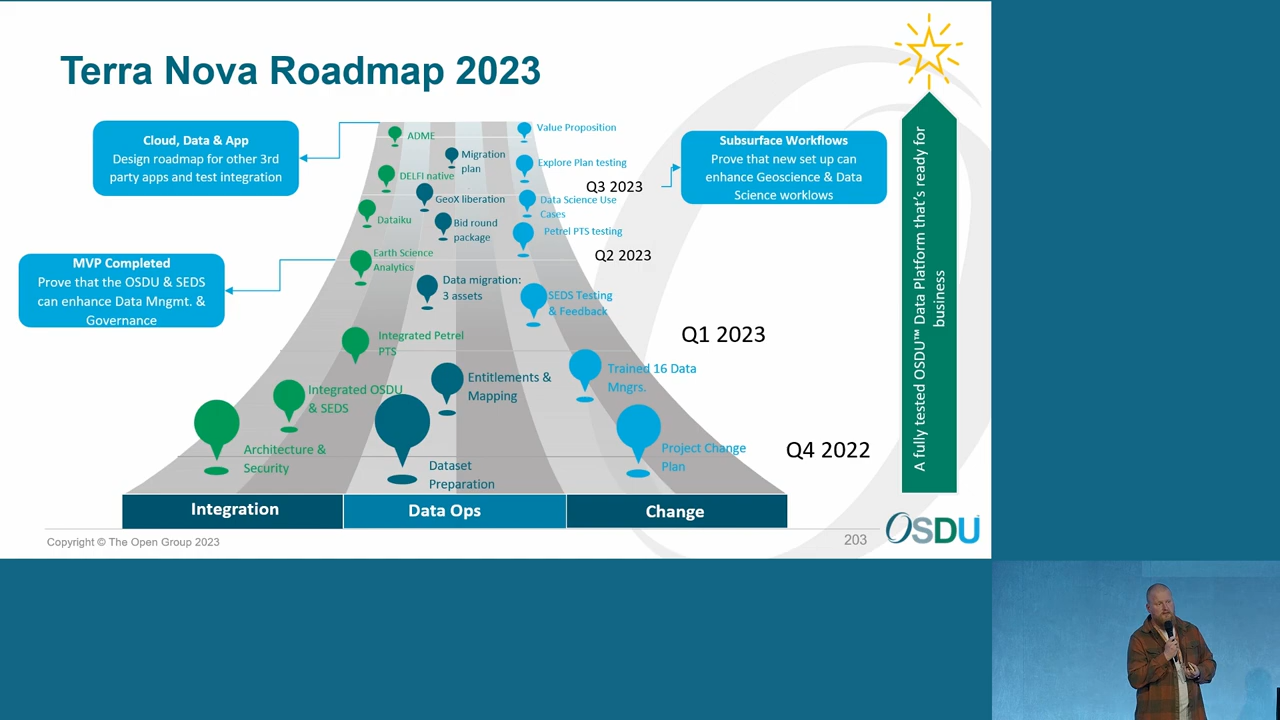 Terra Nova Roadmap 2023
Cloud, Data & App
Design roadmap for other 3rd
party apps and test integration
MVP Completed
Prove that the OSDU & SEDS
can enhance Data Mngmt. &
Governance
Subsurface Workflows
Prove that new set up can
enhance Geoscience & Data
Science worklows
ADME
DELFI native
Dataiku
Earth Science
Analytics
Integrated Petrel
PTS
Integrated OSDU
& SEDS
Architecture &
Security
Migration
plan
GeoX liberation
Bid round
package
Data migration:
3 assets
Entitlements &
Mapping
Dataset
Preparation
Value Proposition
Explore Plan testing
Data Science Use
Cases
Petrel PTS testing
SEDS Testing
& Feedback
Trained 16 Data
Mngrs.
Project Change
Plan
Q3 2023
Q2 2023
Q1 2023
Q4 2022
A fully tested OSDU™ Data Platform that's ready for
business
Integration
Data Ops
Change
Copyright © The Open Group 2023
203
OSDU